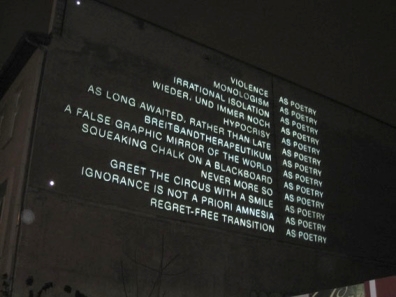 VIOLENCE AS POETRY
MONOLOGISM AS POETRY
IRRATIONAL ISOLATION AS POETRY
WIEDER, UND IMMER NOCH AS POETRY
HYPOCRISY AS POETRY
AS LONG AWAITED, RATHER THAN LATE AS POETRY
BREITBANDTHERAPEUTIKUM AS POETRY
A FALSE GRAPHIC MIRROR OF THE WORLD AS POETRY
SQUEAKING CHALK ON A BLACKBOARD AS POETRY
NEVER MORE SO AS POETRY
GREET THE CIRCUS WITH A SMILE AS POETRY
IGNORANCE IS NOT A PRIORI AMNESIA AS POETRY
REGRET-FREE TRANSITION AS POETRY